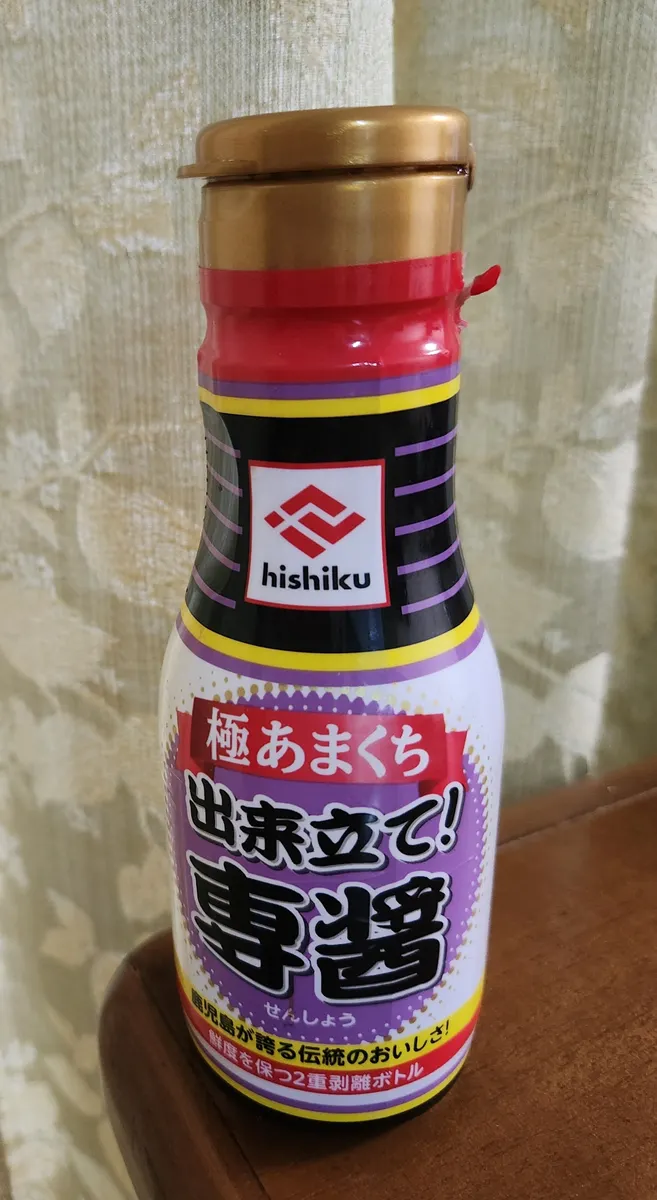 hishiku
極あまくち
出来立て!
専醤
せんしょう
鹿児島が誇る伝統のおいしさ!
鮮度を保つ2重剥離ボトル